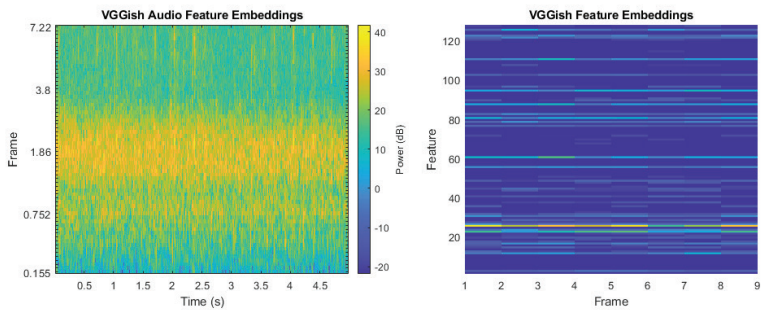 VGGish Audio Feature Embeddings
7.22
3.8
1.86
0.752
0.155
Frame
0.5 1 1.5 2 2.5 3 3.5 4 4.5
Time (s)
40
30
20
10
0
-10
-20
Power (dB)
VGGish Feature Embeddings
120
100
80
60
40
20
Feature
1 2 3 4 5 6 7 8 9
Frame